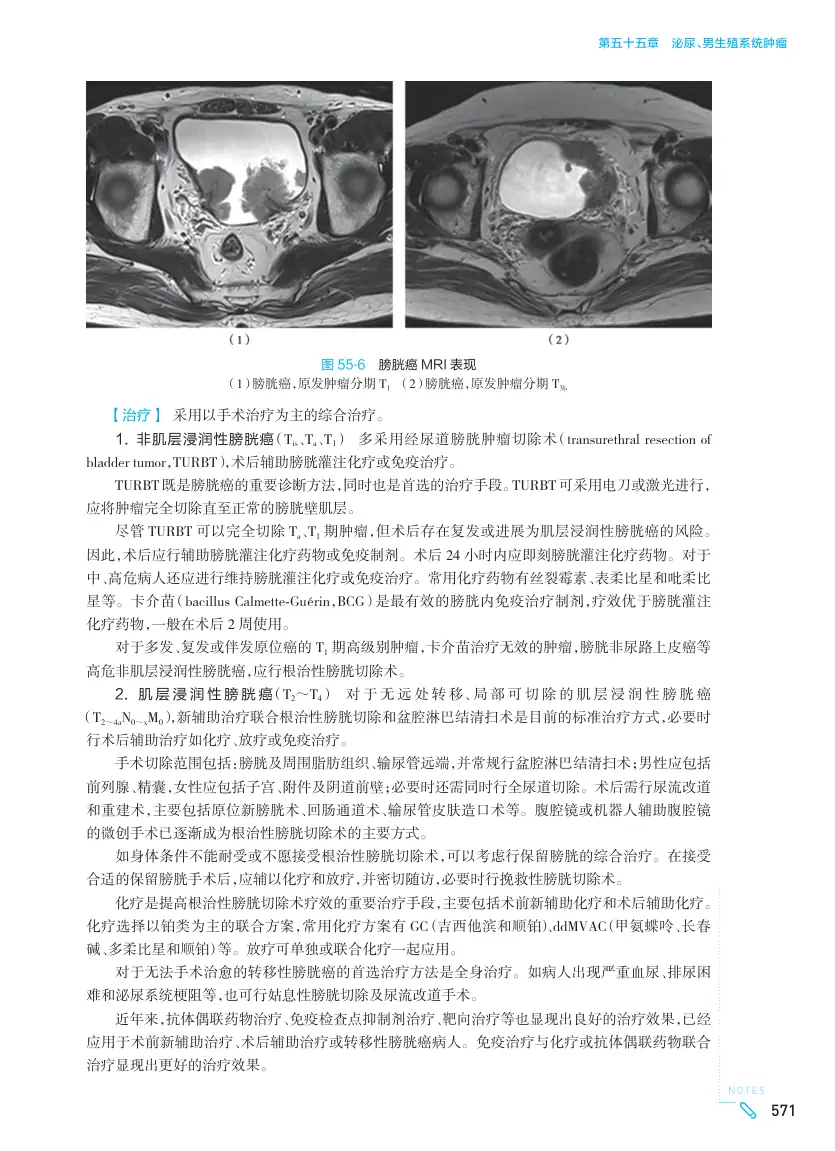 第五十五章 泌尿、男生殖系统肿瘤
（1）
（2）
图 55-6 膀胱癌 MRI 表现
（1）膀胱癌，原发肿瘤分期 T1 （2）膀胱癌，原发肿瘤分期 T3b
【治疗】 采用以手术治疗为主的综合治疗。
1. 非肌层浸润性膀胱癌（Tis、Ta、T1） 多采用经尿道膀胱肿瘤切除术（transurethral resection of
bladder tumor，TURBT），术后辅助膀胱灌注化疗或免疫治疗。
TURBT 既是膀胱癌的重要诊断方法，同时也是首选的治疗手段。TURBT 可采用电刀或激光进行，
应将肿瘤完全切除直至正常的膀胱壁肌层。
尽管 TURBT 可以完全切除 Ta、T1 期肿瘤，但术后存在复发或进展为肌层浸润性膀胱癌的风险。
因此，术后应行辅助膀胱灌注化疗药物或免疫制剂。术后 24 小时内应即刻膀胱灌注化疗药物。对于
中、高危病人还应进行维持膀胱灌注化疗或免疫治疗。常用化疗药物有丝裂霉素、表柔比星和吡柔比
星等。卡介苗（bacillus Calmette-Guérin，BCG）是最有效的膀胱内免疫治疗制剂，疗效优于膀胱灌注
化疗药物，一般在术后 2 周使用。
对于多发、复发或伴发原位癌的 T1 期高级别肿瘤，卡介苗治疗无效的肿瘤，膀胱非尿路上皮癌等
高危非肌层浸润性膀胱癌，应行根治性膀胱切除术。
2. 肌层浸润性膀胱癌（T2～T4） 对于无远处转移、局部可切除的肌层浸润性膀胱癌
（T2～4aN0～xM0），新辅助治疗联合根治性膀胱切除和盆腔淋巴结清扫术是目前的标准治疗方式，必要时
行术后辅助治疗如化疗、放疗或免疫治疗。
手术切除范围包括：膀胱及周围脂肪组织、输尿管远端，并常规行盆腔淋巴结清扫术；男性应包括
前列腺、精囊，女性应包括子宫、附件及阴道前壁；必要时还需同时行全尿道切除。术后需行尿流改道
和重建术，主要包括原位新膀胱术、回肠通道术、输尿管皮肤造口术等。腹腔镜或机器人辅助腹腔镜
的微创手术已逐渐成为根治性膀胱切除术的主要方式。
如身体条件不能耐受或不愿接受根治性膀胱切除术，可以考虑行保留膀胱的综合治疗。在接受
合适的保留膀胱手术后，应辅以化疗和放疗，并密切随访，必要时行挽救性膀胱切除术。
化疗是提高根治性膀胱切除术疗效的重要治疗手段，主要包括术前新辅助化疗和术后辅助化疗。
化疗选择以铂类为主的联合方案，常用化疗方案有 GC（吉西他滨和顺铂）、ddMVAC（甲氨蝶呤、长春
碱、多柔比星和顺铂）等。放疗可单独或联合化疗一起应用。
对于无法手术治愈的转移性膀胱癌的首选治疗方法是全身治疗。如病人出现严重血尿、排尿困
难和泌尿系统梗阻等，也可行姑息性膀胱切除及尿流改道手术。
近年来，抗体偶联药物治疗、免疫检查点抑制剂治疗、靶向治疗等也显现出良好的治疗效果，已经
应用于术前新辅助治疗、术后辅助治疗或转移性膀胱癌病人。免疫治疗与化疗或抗体偶联药物联合
治疗显现出更好的治疗效果。
NOTES
571